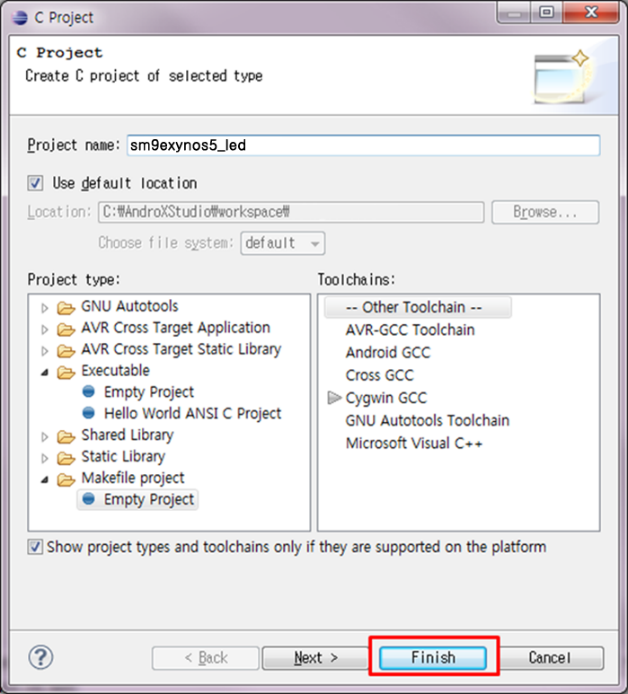 C Project
C Project
Create C project of selected type
Project name: sm9exynos5_led
Use default location
Location: C:₩AndroXStudio₩workspace₩ Browse...
Choose file system: default
Project type:
GNU Autotools
AVR Cross Target Application
AVR Cross Target Static Library
Executable
Empty Project
Hello World ANSI C Project
Shared Library
Static Library
Makefile project
Empty Project
Toolchains:
-- Other Toolchain --
AVR-GCC Toolchain
Android GCC
Cross GCC
Cygwin GCC
GNU Autotools Toolchain
Microsoft Visual C++
Show project types and toolchains only if they are supported on the platform
? < Back Next > Finish Cancel